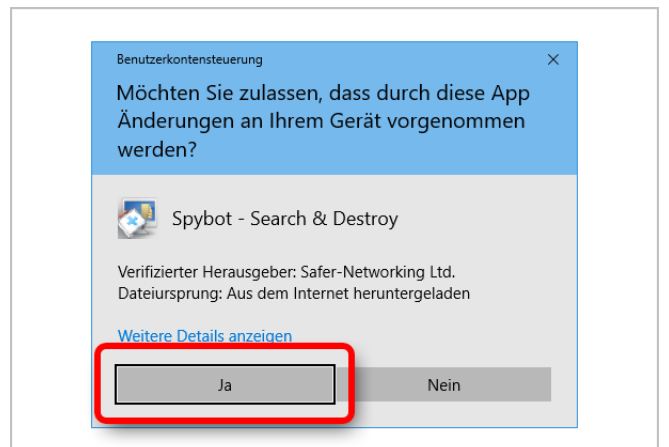 Benutzerkontensteuerung
Möchten Sie zulassen, dass durch diese App
Änderungen an Ihrem Gerät vorgenommen
werden?
Spybot - Search & Destroy
Verifizierter Herausgeber: Safer-Networking Ltd.
Dateiursprung: Aus dem Internet heruntergeladen
Weitere Details anzeigen
Ja Nein